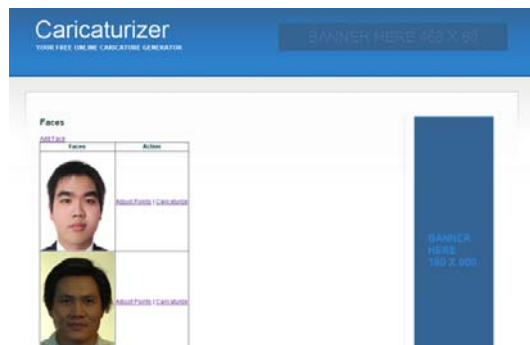 Caricaturizer
YOUR FREE ONLINE CARICATURE GENERATOR
BANNER HERE 468 X 60
Faces
Add Face
Faces Action
Adjust Points | Caricaturize
Adjust Points | Caricaturize
BANNER
HERE
160 X 600